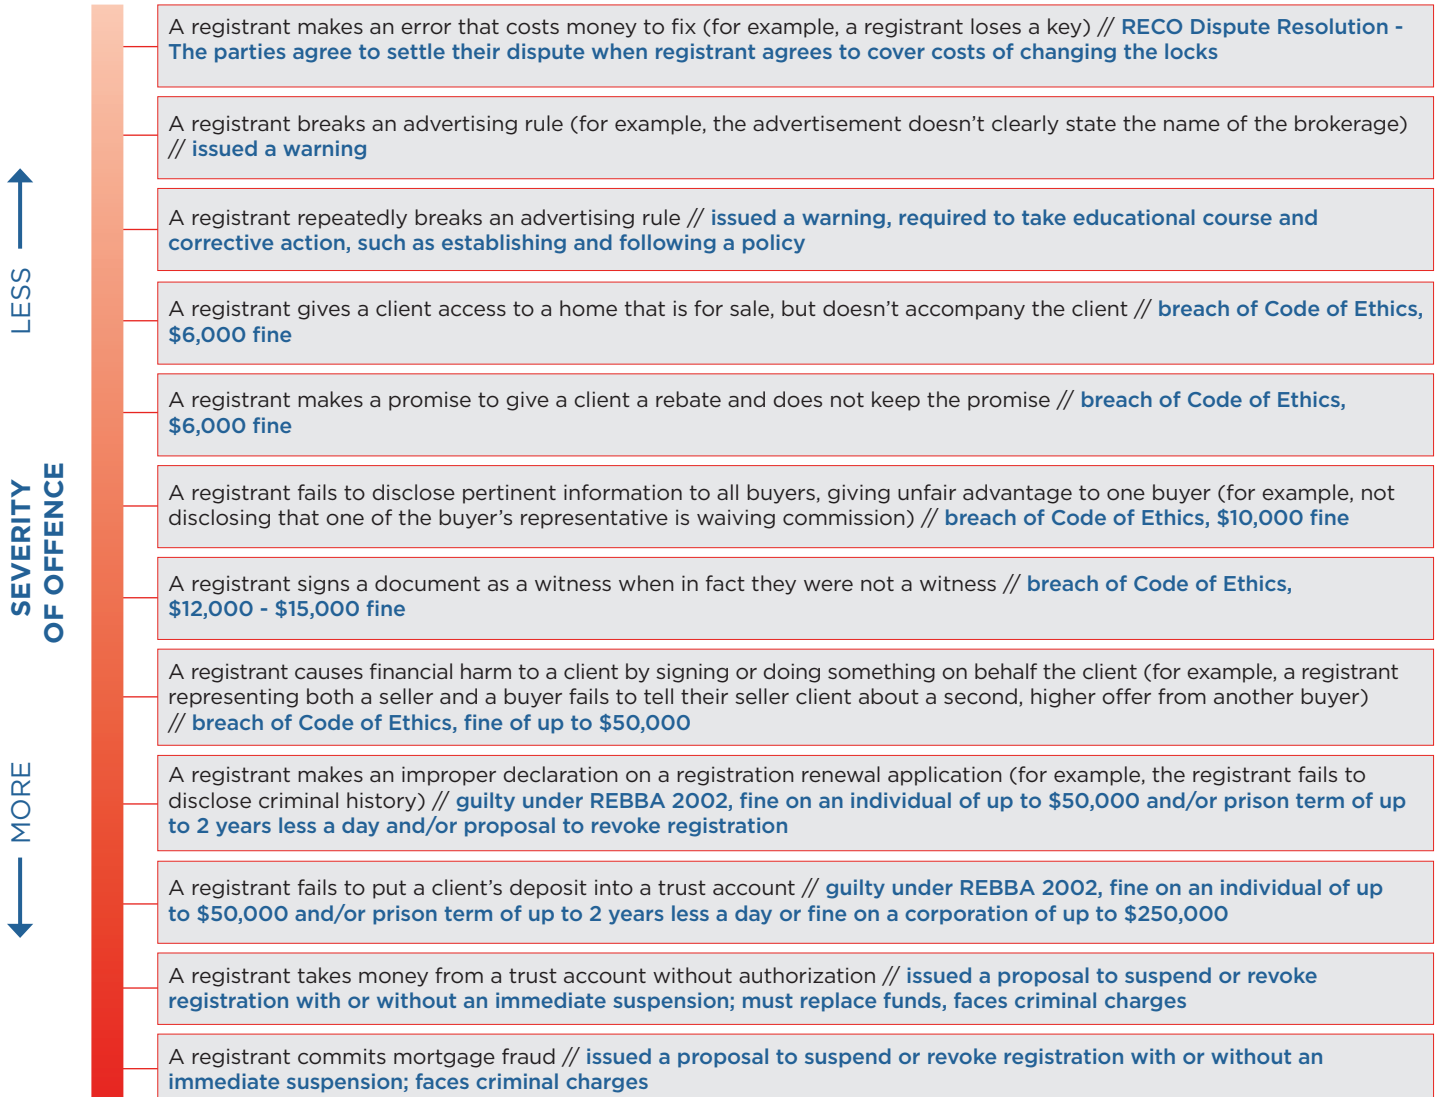 LESS
SEVERITY
OF OFFENCE
MORE
A registrant makes an error that costs money to fix (for example, a registrant loses a key) // RECO Dispute Resolution -
The parties agree to settle their dispute when registrant agrees to cover costs of changing the locks
A registrant breaks an advertising rule (for example, the advertisement doesn't clearly state the name of the brokerage)
// issued a warning
A registrant repeatedly breaks an advertising rule // issued a warning, required to take educational course and
corrective action, such as establishing and following a policy
A registrant gives a client access to a home that is for sale, but doesn't accompany the client // breach of Code of Ethics,
$6,000 fine
A registrant makes a promise to give a client a rebate and does not keep the promise // breach of Code of Ethics,
$6,000 fine
A registrant fails to disclose pertinent information to all buyers, giving unfair advantage to one buyer (for example, not
disclosing that one of the buyer's representative is waiving commission) // breach of Code of Ethics, $10,000 fine
A registrant signs a document as a witness when in fact they were not a witness // breach of Code of Ethics,
$12,000 - $15,000 fine
A registrant causes financial harm to a client by signing or doing something on behalf the client (for example, a registrant
representing both a seller and a buyer fails to tell their seller client about a second, higher offer from another buyer)
// breach of Code of Ethics, fine of up to $50,000
A registrant makes an improper declaration on a registration renewal application (for example, the registrant fails to
disclose criminal history) // guilty under REBBA 2002, fine on an individual of up to $50,000 and/or prison term of up
to 2 years less a day and/or proposal to revoke registration
A registrant fails to put a client's deposit into a trust account // guilty under REBBA 2002, fine on an individual of up
to $50,000 and/or prison term of up to 2 years less a day or fine on a corporation of up to $250,000
A registrant takes money from a trust account without authorization // issued a proposal to suspend or revoke
registration with or without an immediate suspension; must replace funds, faces criminal charges
A registrant commits mortgage fraud // issued a proposal to suspend or revoke registration with or without an
immediate suspension; faces criminal charges